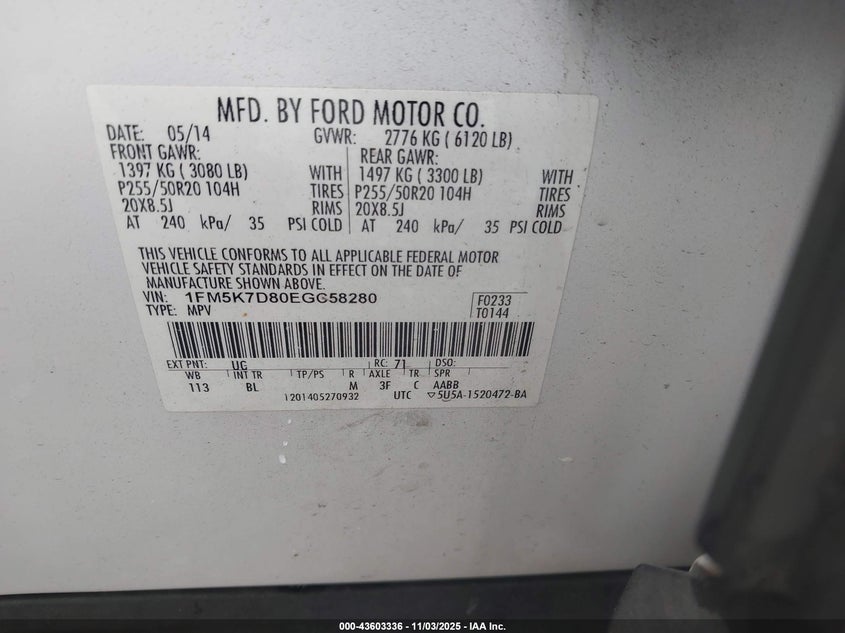 MFD. BY FORD MOTOR CO.
DATE: 05/14 GVWR: 2776 KG ( 6120 LB)
FRONT GAWR: REAR GAWR:
1397 KG ( 3080 LB) WITH 1497 KG ( 3300 LB) WITH
P255/50R20 104H TIRES P255/50R20 104H TIRES
20X8.5J RIMS 20X8.5J RIMS
AT 240 kPa/ 35 PSI COLD AT 240 kPa/ 35 PSI COLD
THIS VEHICLE CONFORMS TO ALL APPLICABLE FEDERAL MOTOR
VEHICLE SAFETY STANDARDS IN EFFECT ON THE DATE OF
MANUFACTURE SHOWN ABOVE.
VIN: 1FM5K7D80EGC58280 F0233
TYPE: MPV T0144
EXT PNT: UG RC: 71 DSO:
WB INT TR TP/PS R AXLE TR SPR
113 BL M 3F C AABB
1201405270932 UTC ▽5U5A-1520472-BA
000-43603336 - 11/03/2025 - IAA Inc.